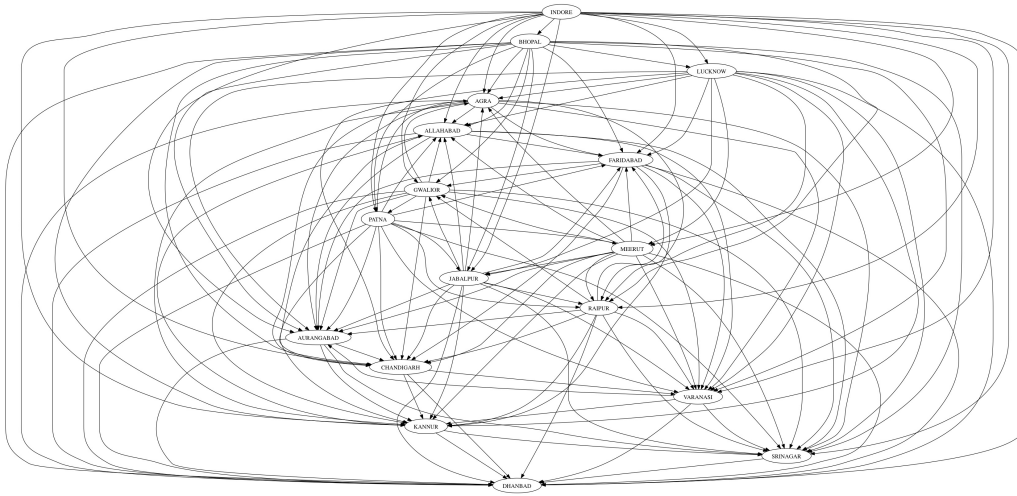 INDORE
BHOPAL
LUCKNOW
AGRA
ALLAHABAD
FARIDABAD
GWALIOR
PATNA
MEERUT
JABALPUR
RAIPUR
AURANGABAD
CHANDIGARH
VARANASI
KANNUR
SRINAGAR
DHANBAD